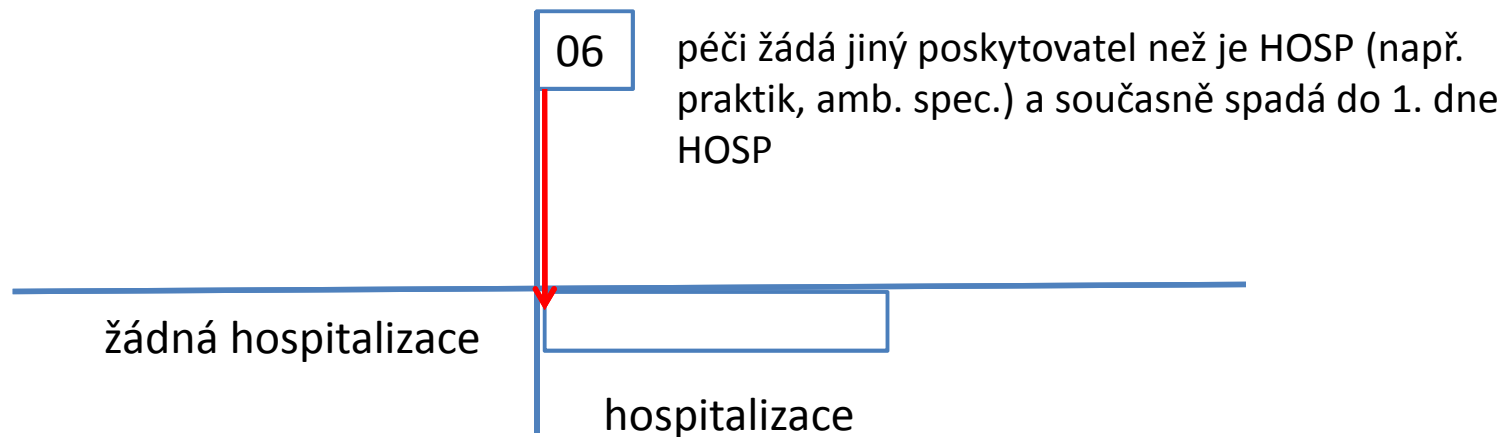 06
péči žádá jiný poskytovatel než je HOSP (např.
praktik, amb. spec.) a současně spadá do 1. dne
HOSP
žádná hospitalizace
hospitalizace